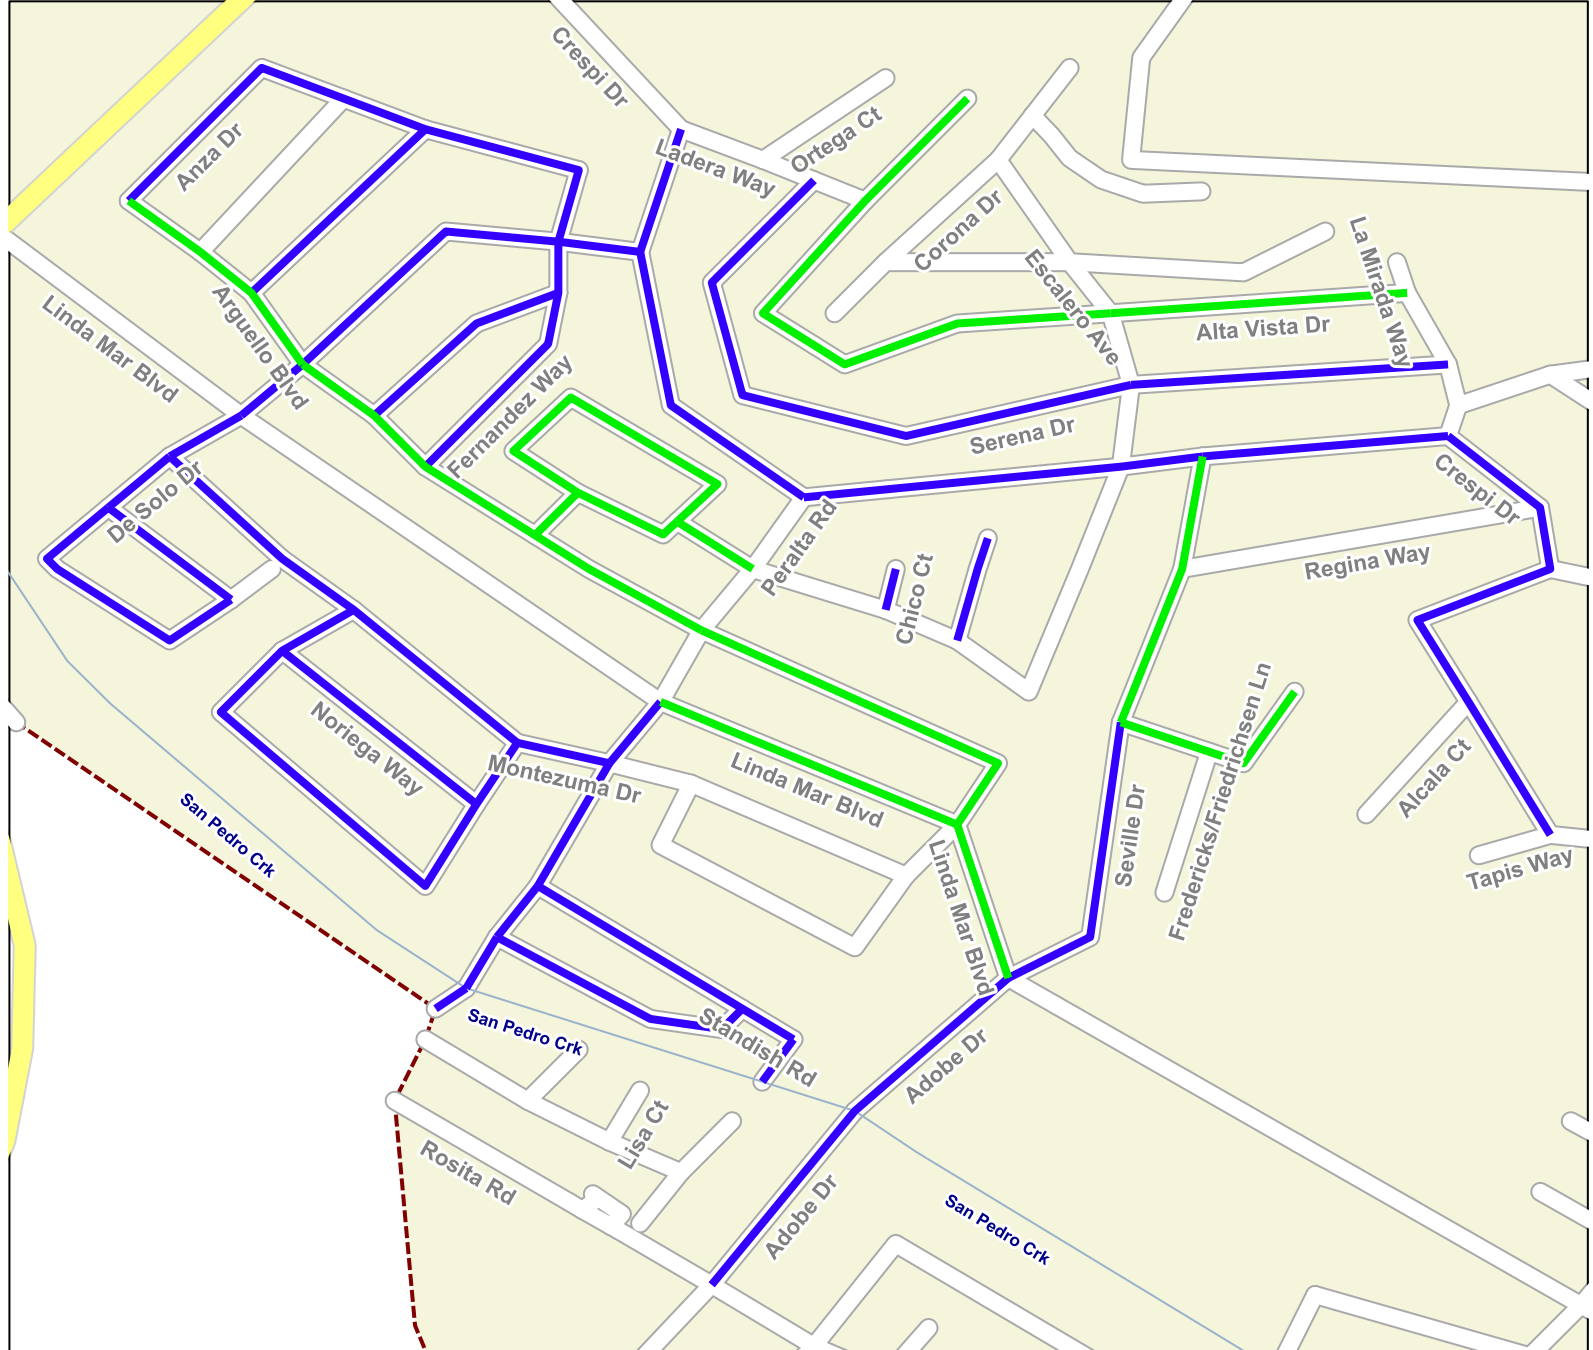 Crespi Dr
Anza Dr
Ladera Way
Ortega Ct
Corona Dr
Escalero Ave
La Mirada Way
Alta Vista Dr
Linda Mar Blvd
Arguello Blvd
Fernandez Way
Serena Dr
Crespi Dr
De Solo Dr
Peralta Rd
Chico Ct
Regina Way
Noriega Way
Montezuma Dr
Linda Mar Blvd
Fredericks/Friedrichsen Ln
Alcala Ct
San Pedro Crk
Seville Dr
Linda Mar Blvd
Tapis Way
San Pedro Crk
Standish Rd
Adobe Dr
Lisa Ct
Rosita Rd
Adobe Dr
San Pedro Crk